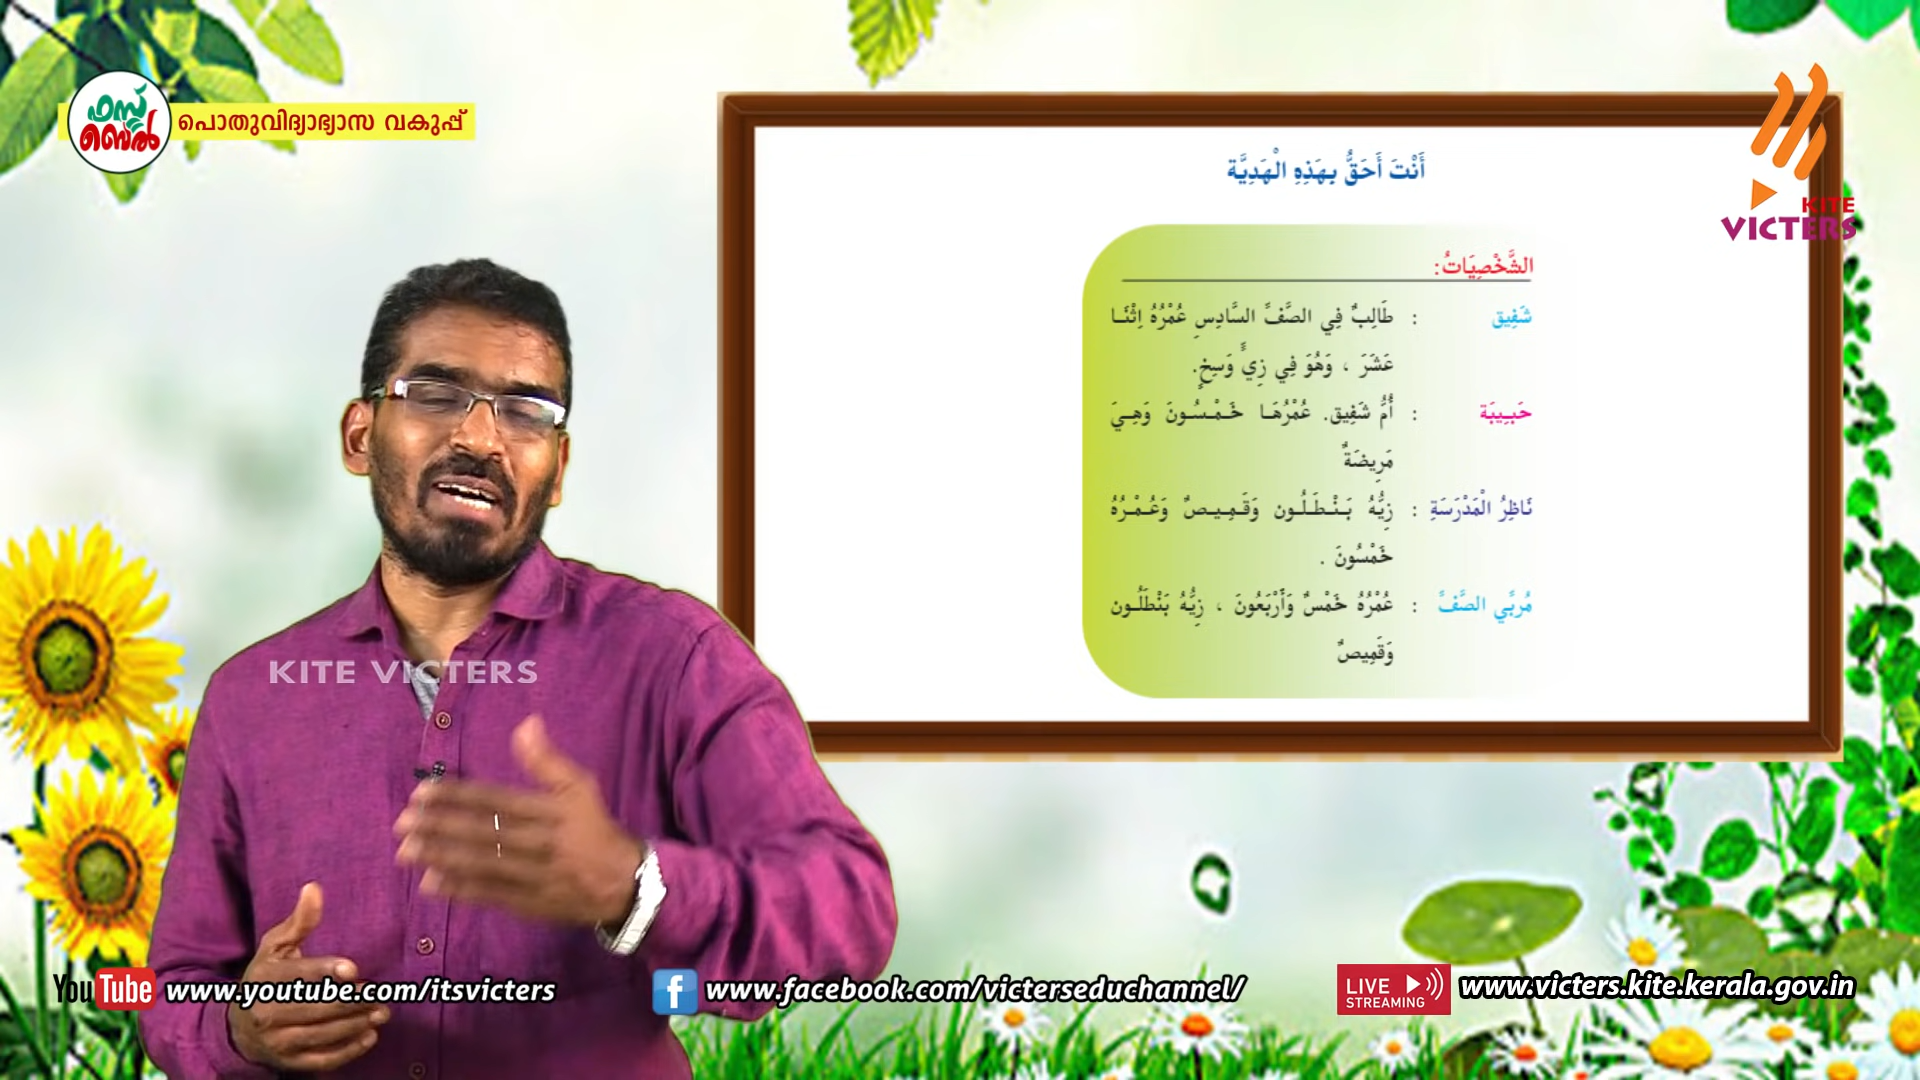 ഫസ്റ്റ്
ബെൽ
പൊതുവിദ്യാഭ്യാസ വകുപ്പ്
KITE
VICTERS
أَنْتَ أَحَقُّ بِهَذِهِ الْهَدِيَّة
الشَّخْصِيَاتُ:
شَفِيق : طَالِبٌ فِي الصَّفِّ السَّادِسِ عُمْرُهُ اِثْنَا
عَشَرَ ، وَهُوَ فِي زِيٍّ وَسِخٍ.
حَبِيبَة : أُمُّ شَفِيق. عُمْرُهَا خَمْسُونَ وَهِيَ
مَرِيضَةٌ
نَاظِرُ الْمَدْرَسَةِ : زِيُّهُ بَنْطَلُون وَقَمِيصٌ وَعُمْرُهُ
خَمْسُونَ .
مُرَبِّي الصَّفِّ : عُمْرُهُ خَمْسٌ وَأَرْبَعُونَ ، زِيُّهُ بَنْطَلُون
وَقَمِيصٌ
KITE VICTERS
YouTube www.youtube.com/itsvicters
f www.facebook.com/victerseduchannel/
LIVE STREAMING www.victers.kite.kerala.gov.in